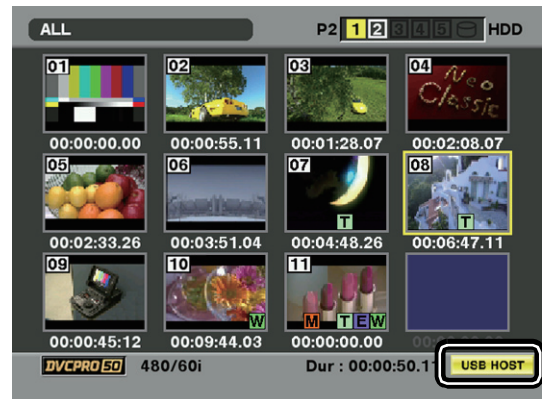 ALL P2 1 2 3 4 5 HDD
01 02 03 04
Neo
Classic
00:00:00.00 00:00:55.11 00:01:28.07 00:02:08.07
05 06 07 08
T T
00:02:33.26 00:03:51.04 00:04:48.26 00:06:47.11
09 10 11
W M T E W
00:00:45:12 00:09:44.03 00:00:00.00
DVCPRO 50 480/60i Dur : 00:00:50.1 USB HOST